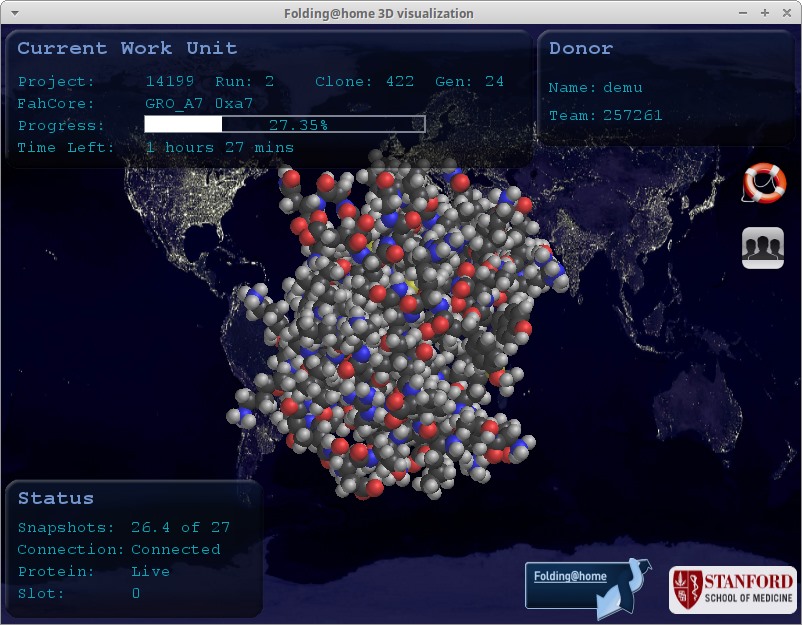 Folding@home 3D visualization
Current Work Unit
Project: 14199 Run: 2 Clone: 422 Gen: 24
FahCore: GRO_A7 0xa7
Progress: 27.35%
Time Left: 1 hours 27 mins
Donor
Name: demu
Team: 257261
Status
Snapshots: 26.4 of 27
Connection: Connected
Protein: Live
Slot: 0
Folding@home
STANFORD
SCHOOL OF MEDICINE